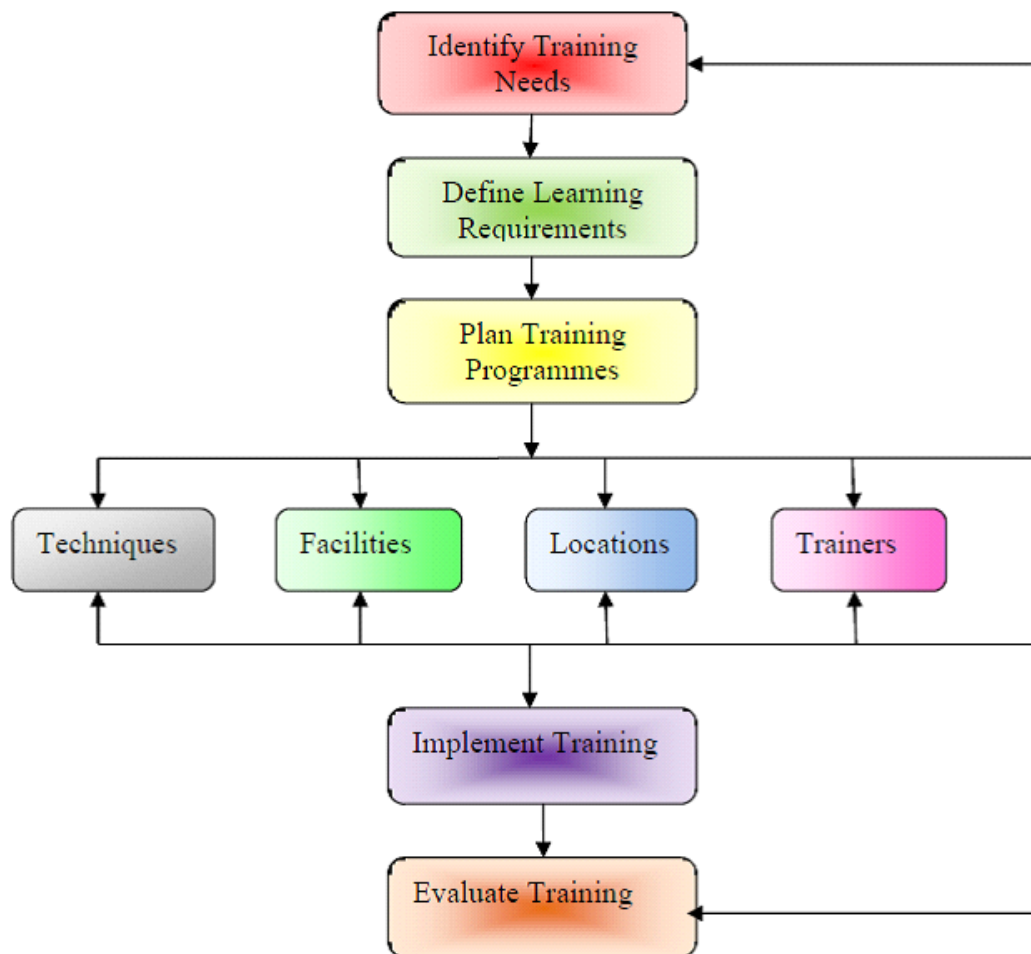 Identify Training
Needs
Define Learning
Requirements
Plan Training
Programmes
Techniques
Facilities
Locations
Trainers
Implement Training
Evaluate Training